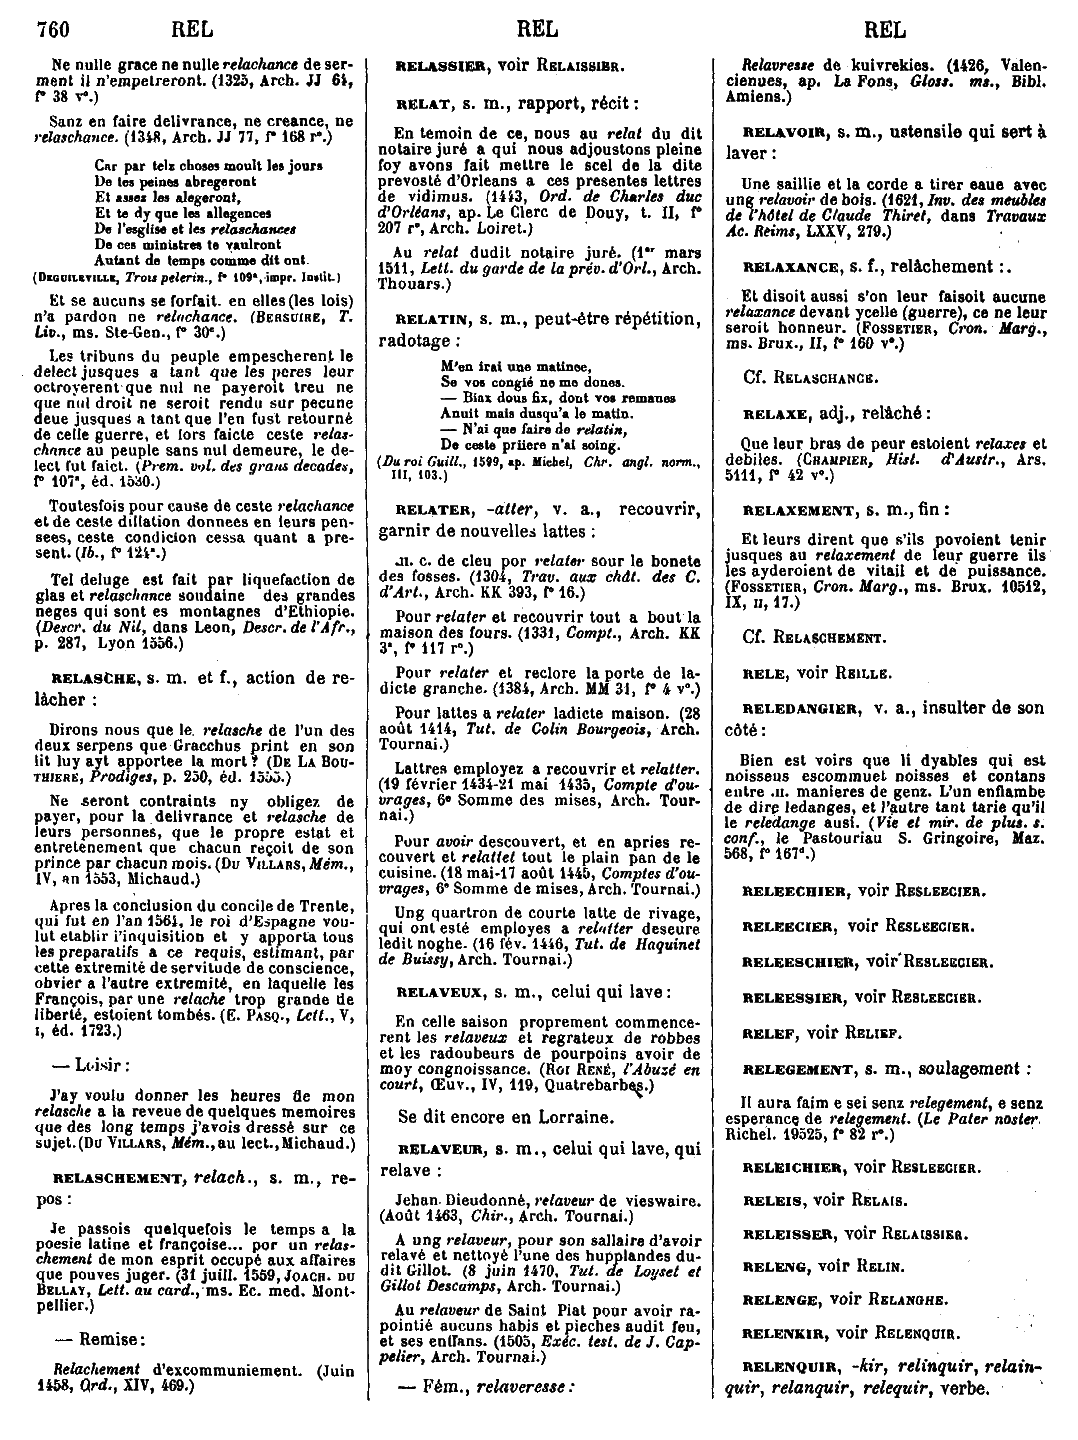 760 REL REL REL
Ne nulle grace ne nulle relachance de ser-
ment il n'empetreront. (1325, Arch. JJ 64,
f° 38 v°.)
Sanz en faire delivrance, ne creance, ne
relaschance. (1348, Arch. JJ 77, f° 168 r°.)
Car par telz choses moult les jours
De tes peines abregeront
Et assez les alegeront,
Et te dy que les allegences
De l'esglise et les relaschances
De ces ministres te vaulront
Autant de temps comme dit ont.
(DEGUILEVILLE, Trois pelerin., f° 109ª, impr. Instit.)
Et se aucuns se forfait. en elles (les lois)
n'a pardon ne relachance. (BERSUIRE, T.
Liv., ms. Ste-Gen., f° 30ª.)
Les tribuns du peuple empescherent le
delect jusques a tant que les peres leur
octroyerent que nul ne payeroit treu ne
que nul droit ne seroit rendu sur pecune
deue jusques a tant que l'en fust retourné
de celle guerre, et lors faicte ceste relas-
chance au peuple sans nul demeure, le de-
lect fut faict. (Prem. vol. des grans decades,
f° 107ª, éd. 1530.)
Toutesfois pour cause de ceste relachance
et de ceste dillation donnees en leurs pen-
sees, ceste condicion cessa quant a pre-
sent. (Ib., f° 124ª.)
Tel deluge est fait par liquefaction de
glas et relaschance soudaine des grandes
neges qui sont es montagnes d'Ethiopie.
(Descr. du Nil, dans Leon, Descr. de l'Afr.,
p. 287, Lyon 1556.)
RELASCHE, s. m. et f., action de re-
lâcher :
Dirons nous que le relasche de l'un des
deux serpens que Gracchus print en son
lit luy ayt apportee la mort? (DE LA BOU-
THIERE, Prodiges, p. 250, éd. 1555.)
Ne seront contraints ny obligez de
payer, pour la delivrance et relasche de
leurs personnes, que le propre estat et
entretenement que chacun reçoit de son
prince par chacun mois. (DU VILLARS, Mém.,
IV, an 1553, Michaud.)
Apres la conclusion du concile de Trente,
qui fut en l'an 1564, le roi d'Espagne vou-
lut etablir l'inquisition et y apporta tous
les preparatifs a ce requis, estimant, par
cette extremité de servitude de conscience,
obvier a l'autre extremité, en laquelle les
François, par une relache trop grande de
liberté, estoient tombés. (E. PASQ., Lett., V,
I, éd. 1723.)
— Loisir :
J'ay voulu donner les heures de mon
relasche a la reveue de quelques memoires
que des long temps j'avois dressé sur ce
sujet. (DU VILLARS, Mém., au lect., Michaud.)
RELASCHEMENT, relach., s. m., re-
pos :
Je passois quelquefois le temps a la
poesie latine et françoise... por un relas-
chement de mon esprit occupé aux affaires
que pouves juger. (31 juill. 1559, JOACH. DU
BELLAY, Lett. au card., ms. Ec. med. Mont-
pellier.)
— Remise :
Relachement d'excommuniement. (Juin
1458, Ord., XIV, 469.)
RELASSIER, voir RELAISSIER.
RELAT, s. m., rapport, récit :
En temoin de ce, nous au relat du dit
notaire juré a qui nous adjoustons pleine
foy avons fait mettre le scel de la dite
prevosté d'Orleans a ces presentes lettres
de vidimus. (1443, Ord. de Charles duc
d'Orléans, ap. Le Clerc de Douy, t. II, f°
207 r°, Arch. Loiret.)
Au relat dudit notaire juré. (1er mars
1511, Lett. du garde de la prév. d'Orl., Arch.
Thouars.)
RELATIN, s. m., peut-être répétition,
radotage :
M'en irai une matinee,
Se vos congié ne me dones.
— Biax dous fix, dont vos remanes
Anuit mais dusqu'a le matin.
— N'ai que faire de relatin,
De ceste priiere n'ai soing.
(Du roi Guill., 1599, ap. Michel, Chr. angl. norm.,
III, 103.)
RELATER, -atter, v. a., recouvrir,
garnir de nouvelles lattes :
.II. c. de cleu por relater sour le bonete
des fosses. (1304, Trav. aux chât. des C.
d'Art., Arch. KK 393, f° 16.)
Pour relater et recouvrir tout a bout la
maison des fours. (1331, Compt., Arch. KK
3ª, f° 117 r°.)
Pour relater et reclore la porte de la-
dicte granche. (1384, Arch. MM 31, f° 4 v°.)
Pour lattes a relater ladicte maison. (28
août 1414, Tut. de Colin Bourgeois, Arch.
Tournai.)
Lattres employez a recouvrir et relatter.
(19 février 1434-21 mai 1435, Compte d'ou-
vrages, 6° Somme des mises, Arch. Tour-
nai.)
Pour avoir descouvert, et en apries re-
couvert et relattet tout le plain pan de le
cuisine. (18 mai-17 août 1445, Comptes d'ou-
vrages, 6° Somme de mises, Arch. Tournai.)
Ung quartron de courte latte de rivage,
qui ont esté employes a relatter deseure
ledit noghe. (16 fév. 1446, Tut. de Haquinet
de Buissy, Arch. Tournai.)
RELAVEUX, s. m., celui qui lave :
En celle saison proprement commence-
rent les relaveux et regrateux de robbes
et les radoubeurs de pourpoins avoir de
moy congnoissance. (ROI RENÉ, l'Abuzé en
court, Œuv., IV, 119, Quatrebarbes.)
Se dit encore en Lorraine.
RELAVEUR, s. m., celui qui lave, qui
relave :
Jehan Dieudonné, relaveur de vieswaire.
(Août 1463, Chir., Arch. Tournai.)
A ung relaveur, pour son sallaire d'avoir
relavé et nettoyé l'une des hupplandes du-
dit Gillot. (8 juin 1470, Tut. de Loyset et
Gillot Descamps, Arch. Tournai.)
Au relaveur de Saint Piat pour avoir ra-
pointié aucuns habis et pieches audit feu,
et ses enffans. (1505, Exéc. test. de J. Cap-
pelier, Arch. Tournai.)
— Fém., relaveresse :
Relavresse de kuivrekies. (1426, Valen-
ciennes, ap. La Fons, Gloss. ms., Bibl.
Amiens.)
RELAVOIR, s. m., ustensile qui sert à
laver :
Une saillie et la corde a tirer eaue avec
ung relavoir de bois. (1621, Inv. des meubles
de l'hôtel de Claude Thiret, dans Travaux
Ac. Reims, LXXV, 279.)
RELAXANCE, s. f., relâchement :.
Et disoit aussi s'on leur faisoit aucune
relaxance devant ycelle (guerre), ce ne leur
seroit honneur. (FOSSETIER, Cron. Marg.,
ms. Brux., II, f° 160 v°.)
Cf. RELASCHANCE.
RELAXE, adj., relâché :
Que leur bras de peur estoient relaxes et
debiles. (CHAMPIER, Hist. d'Austr., Ars.
5111, f° 42 v°.)
RELAXEMENT, s. m., fin :
Et leurs dirent que s'ils povoient tenir
jusques au relaxement de leur guerre ils
les ayderoient de vitail et de puissance.
(FOSSETIER, Cron. Marg., ms. Brux. 10512,
IX, II, 17.)
Cf. RELASCHEMENT.
RELE, voir REILLE.
RELEDANGIER, v. a., insulter de son
côté :
Bien est voirs que li dyables qui est
noisseus escommuet noisses et contans
entre .II. manieres de genz. L'un enflambe
de dire ledanges, et l'autre tant tarie qu'il
le reledange ausi. (Vie et mir. de plus. s.
conf., le Pastouriau S. Gringoire, Maz.
568, f° 167ᵈ.)
RELEECHIER, voir RESLEECIER.
RELEECIER, voir RESLEECIER.
RELEESCHIER, voir RESLEECIER.
RELEESSIER, voir RESLEECIER.
RELEF, voir RELIEF.
RELEGEMENT, s. m., soulagement :
Il aura faim e sei senz relegement, e senz
esperance de relegement. (Le Pater noster,
Richel. 19525, f° 82 r°.)
RELEICHIER, voir RESLEECIER.
RELEIS, voir RELAIS.
RELEISSER, voir RELAISSIER.
RELENG, voir RELIN.
RELENGE, voir RELANGHE.
RELENKIR, voir RELENQUIR.
RELENQUIR, -kir, relinquir, relain-
quir, relanquir, relequir, verbe.